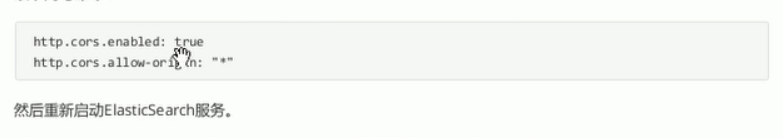 http.cors.enabled: true
http.cors.allow-origin: "*"
然后重新启动ElasticSearch服务。